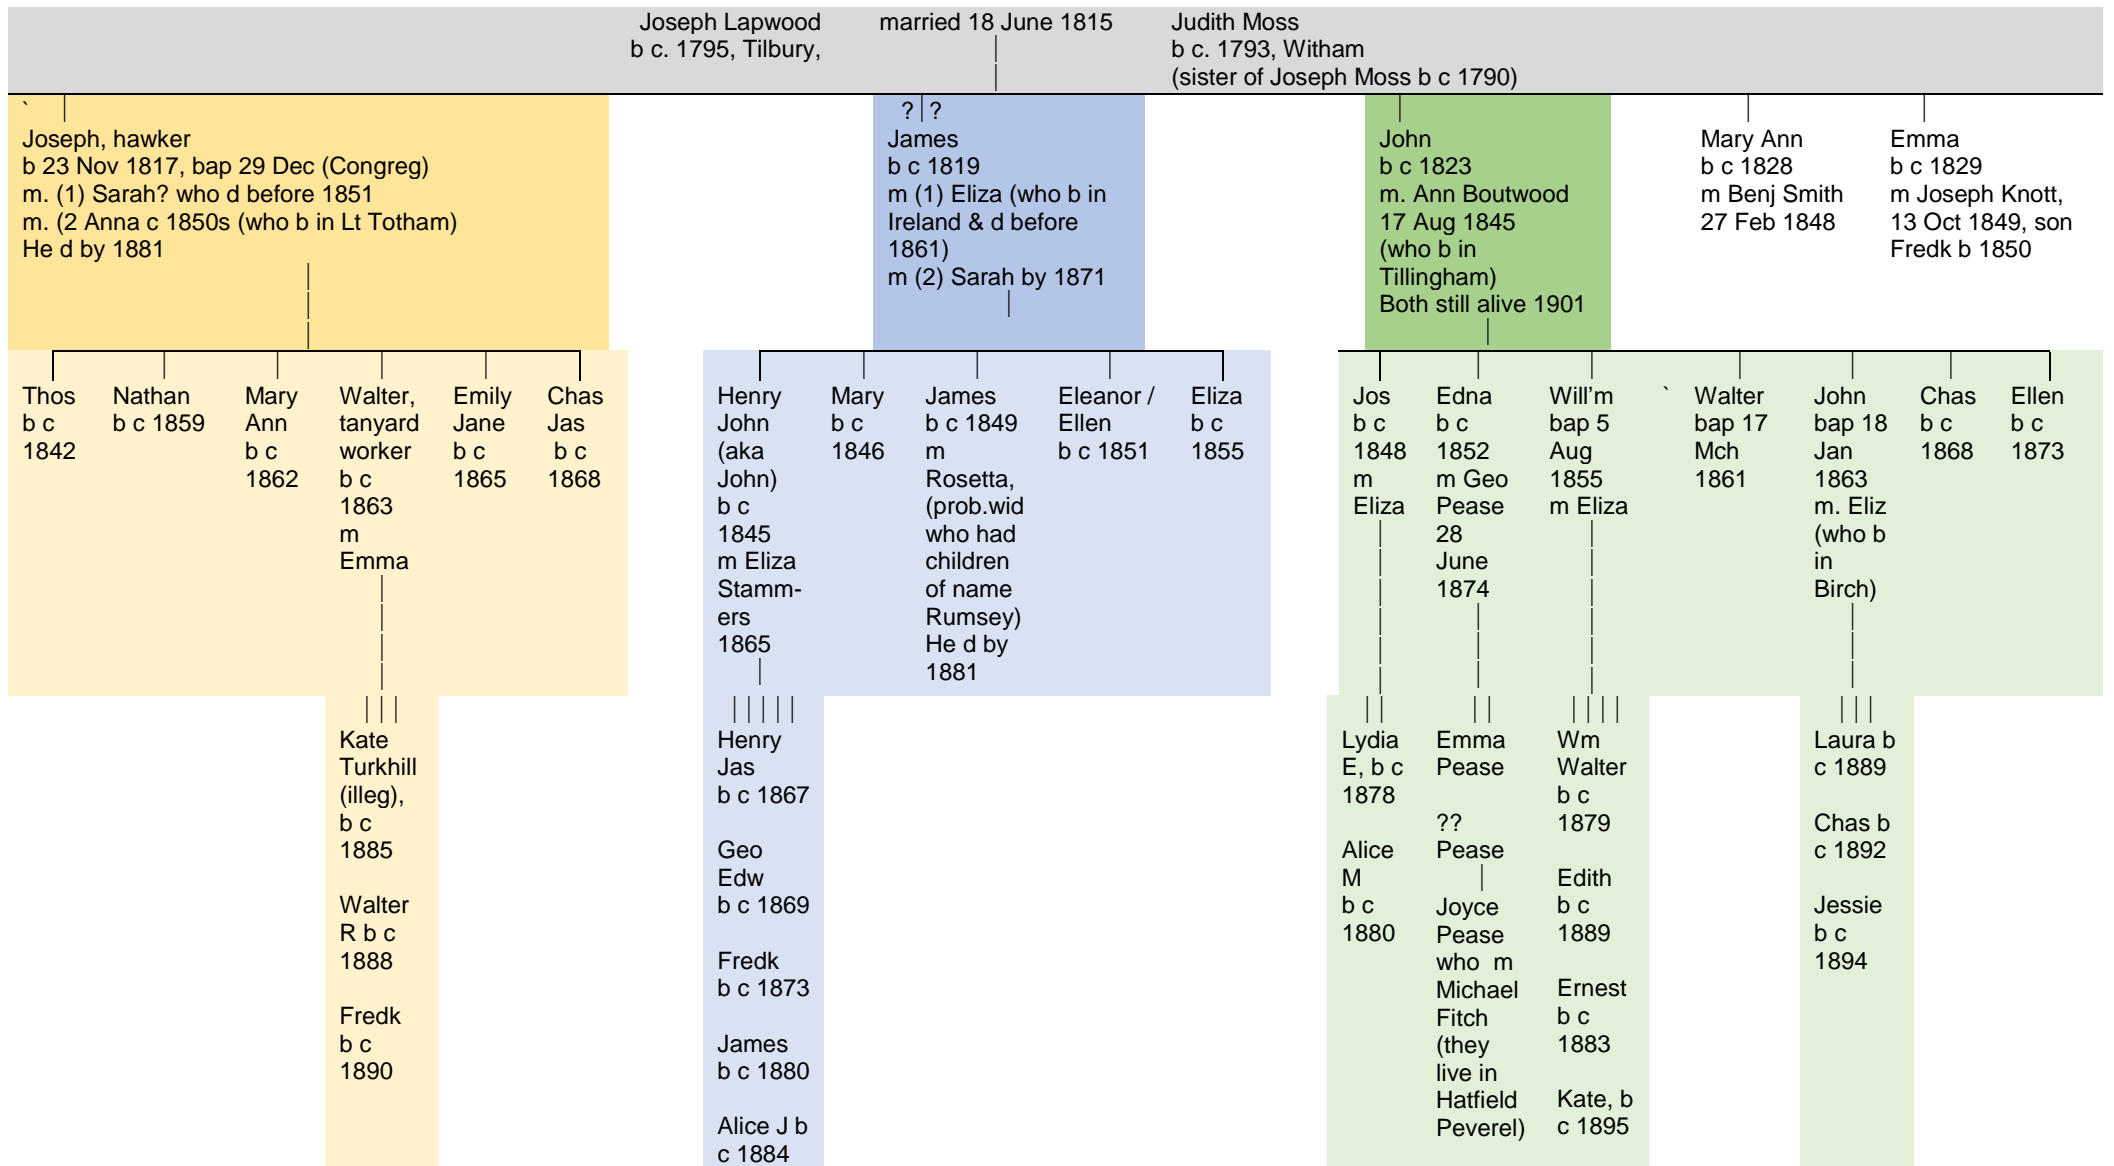 Joseph Lapwood married 18 June 1815 Judith Moss
b c. 1795, Tilbury, b c. 1793, Witham
(sister of Joseph Moss b c 1790)
`
Joseph, hawker
b 23 Nov 1817, bap 29 Dec (Congreg)
m. (1) Sarah? who d before 1851
m. (2 Anna c 1850s (who b in Lt Totham)
He d by 1881
? ?
James
b c 1819
m (1) Eliza (who b in
Ireland & d before
1861)
m (2) Sarah by 1871
John
b c 1823
m. Ann Boutwood
17 Aug 1845
(who b in
Tillingham)
Both still alive 1901
Mary Ann
b c 1828
m Benj Smith
27 Feb 1848
Emma
b c 1829
m Joseph Knott,
13 Oct 1849, son
Fredk b 1850
Thos
b c
1842
Nathan
b c 1859
Mary
Ann
b c
1862
Walter,
tanyard
worker
b c
1863
m
Emma
Emily
Jane
b c
1865
Chas
Jas
b c
1868
Henry
John
(aka
John)
b c
1845
m Eliza
Stamm-
ers
1865
Mary
b c
1846
James
b c 1849
m
Rosetta,
(prob.wid
who had
children
of name
Rumsey)
He d by
1881
Eleanor /
Ellen
b c 1851
Eliza
b c
1855
Jos
b c
1848
m
Eliza
Edna
b c
1852
m Geo
Pease
28
June
1874
Will'm
bap 5
Aug
1855
m Eliza
`
Walter
bap 17
Mch
1861
John
bap 18
Jan
1863
m. Eliz
(who b
in
Birch)
Chas
b c
1868
Ellen
b c
1873
Kate
Turkhill
(illeg),
b c
1885
Walter
R b c
1888
Fredk
b c
1890
Henry
Jas
b c 1867
Geo
Edw
b c 1869
Fredk
b c 1873
James
b c 1880
Alice J b
c 1884
Lydia
E, b c
1878
Alice
M
b c
1880
Emma
Pease
??
Pease
Joyce
Pease
who m
Michael
Fitch
(they
live in
Hatfield
Peverel)
Wm
Walter
b c
1879
Edith
b c
1889
Ernest
b c
1883
Kate, b
c 1895
Laura b
c 1889
Chas b
c 1892
Jessie
b c
1894